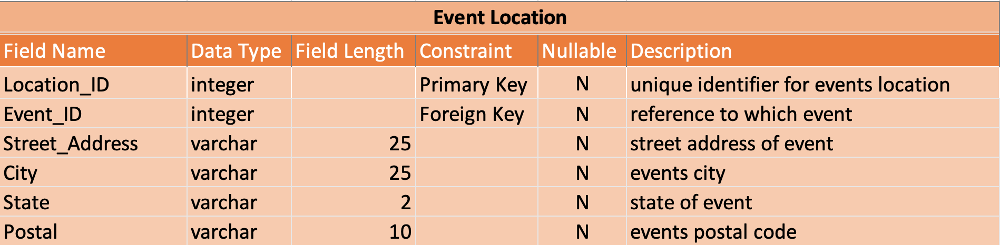 Event Location
Field Name Data Type Field Length Constraint Nullable Description
Location_ID integer Primary Key N unique identifier for events location
Event_ID integer Foreign Key N reference to which event
Street_Address varchar 25 N street address of event
City varchar 25 N events city
State varchar 2 N state of event
Postal varchar 10 N events postal code